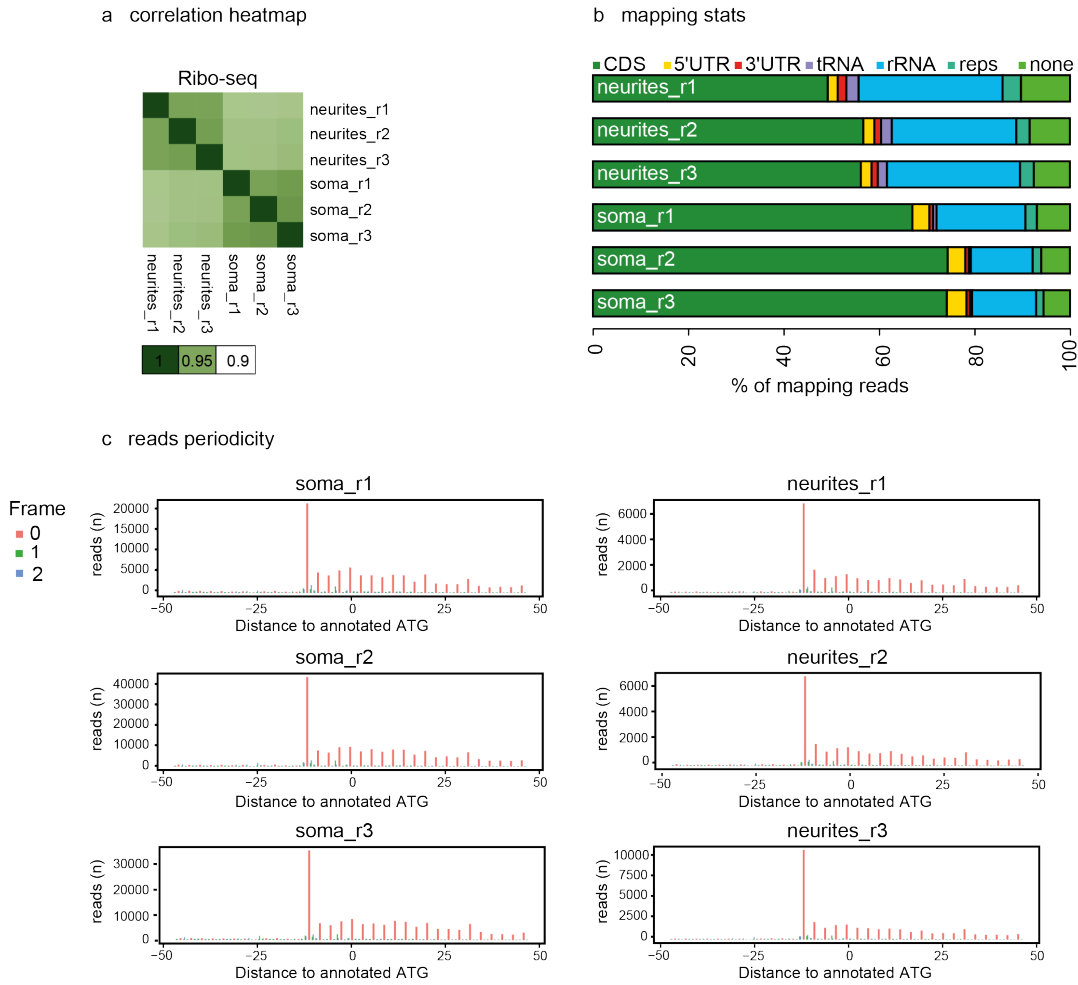 a correlation heatmap
Ribo-seq
neurites_r1
neurites_r2
neurites_r3
soma_r1
soma_r2
soma_r3
neurites_r1
neurites_r2
neurites_r3
soma_r1
soma_r2
soma_r3
1 0.95 0.9
b mapping stats
CDS 5'UTR 3'UTR tRNA rRNA reps none
neurites_r1
neurites_r2
neurites_r3
soma_r1
soma_r2
soma_r3
0 20 40 60 80 100
% of mapping reads
c reads periodicity
Frame
0
1
2
soma_r1
reads (n)
20000
15000
10000
5000
0
−50 −25 0 25 50
Distance to annotated ATG
neurites_r1
reads (n)
6000
4000
2000
0
−50 −25 0 25 50
Distance to annotated ATG
soma_r2
reads (n)
40000
30000
20000
10000
0
−50 −25 0 25 50
Distance to annotated ATG
neurites_r2
reads (n)
6000
4000
2000
0
−50 −25 0 25 50
Distance to annotated ATG
soma_r3
reads (n)
30000
20000
10000
0
−50 −25 0 25 50
Distance to annotated ATG
neurites_r3
reads (n)
10000
7500
5000
2500
0
−50 −25 0 25 50
Distance to annotated ATG